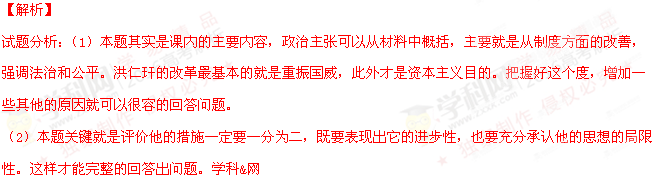 【解析】
试题分析：（1）本题其实是课内的主要内容，政治主张可以从材料中概括，主要就是从制度方面的改善，
强调法治和公平。洪仁玕的改革最基本的就是重振国威，此外才是资本主义目的。把握好这个度，增加一
些其他的原因就可以很容的回答问题。
（2）本题关键就是评价他的措施一定要一分为二，既要表现出它的进步性，也要充分承认他的思想的局限
性。这样才能完整的回答出问题。学科&网